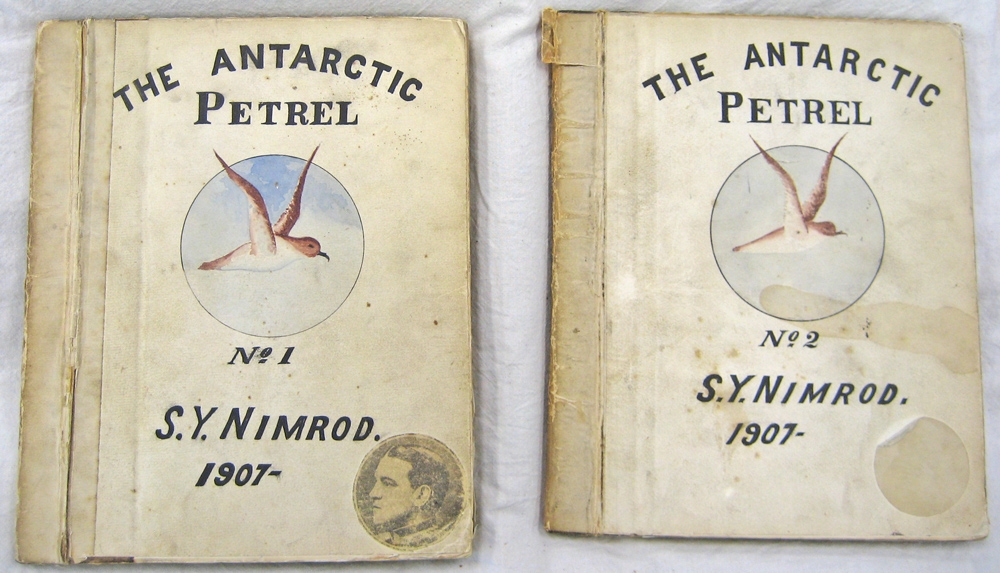 THE ANTARCTIC
PETREL
Nº 1
S.Y. NIMROD.
1907-
THE ANTARCTIC
PETREL
Nº 2
S.Y. NIMROD.
1907-